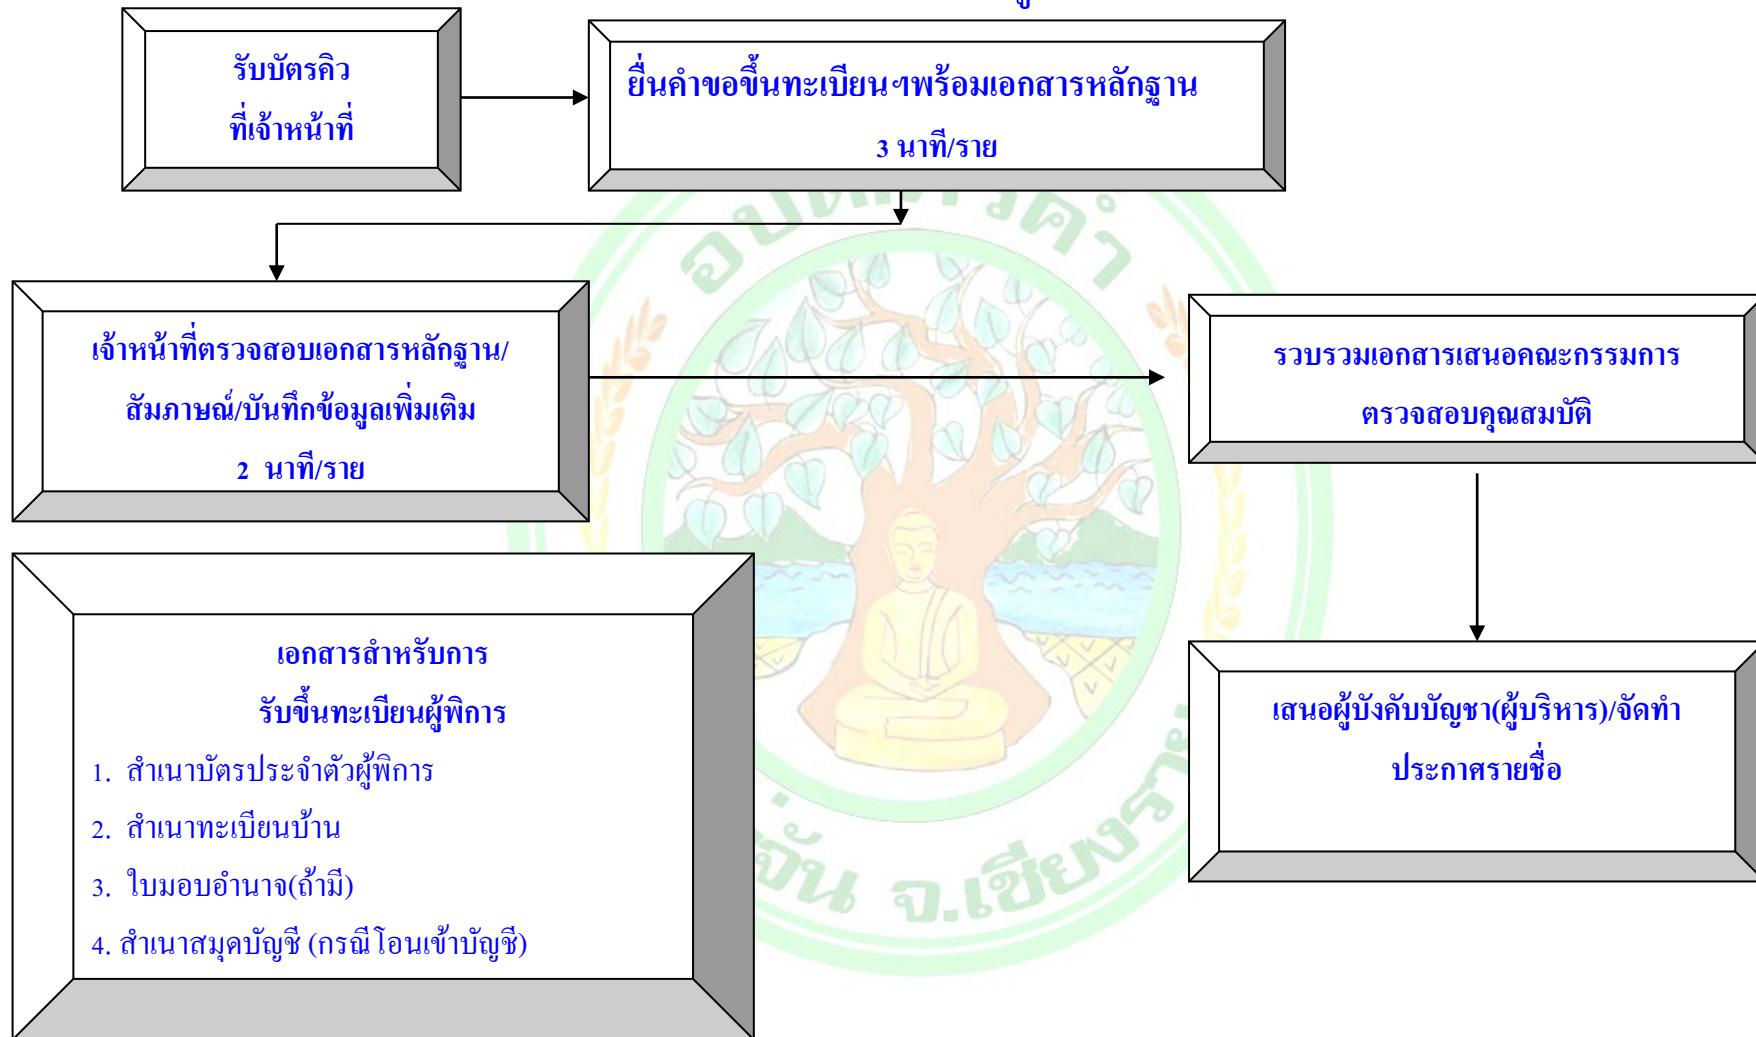 รับบัตรคิว
ที่เจ้าหน้าที่
ยื่นคำขอขึ้นทะเบียนฯพร้อมเอกสารหลักฐาน
3 นาที/ราย
เจ้าหน้าที่ตรวจสอบเอกสารหลักฐาน/
สัมภาษณ์/บันทึกข้อมูลเพิ่มเติม
2 นาที/ราย
รวบรวมเอกสารเสนอคณะกรรมการ
ตรวจสอบคุณสมบัติ
เสนอผู้บังคับบัญชา(ผู้บริหาร)/จัดทำ
ประกาศรายชื่อ
เอกสารสำหรับการ
รับขึ้นทะเบียนผู้พิการ
1. สำเนาบัตรประจำตัวผู้พิการ
2. สำเนาทะเบียนบ้าน
3. ใบมอบอำนาจ(ถ้ามี)
4. สำเนาสมุดบัญชี (กรณีโอนเข้าบัญชี)
จ.เชียงราย